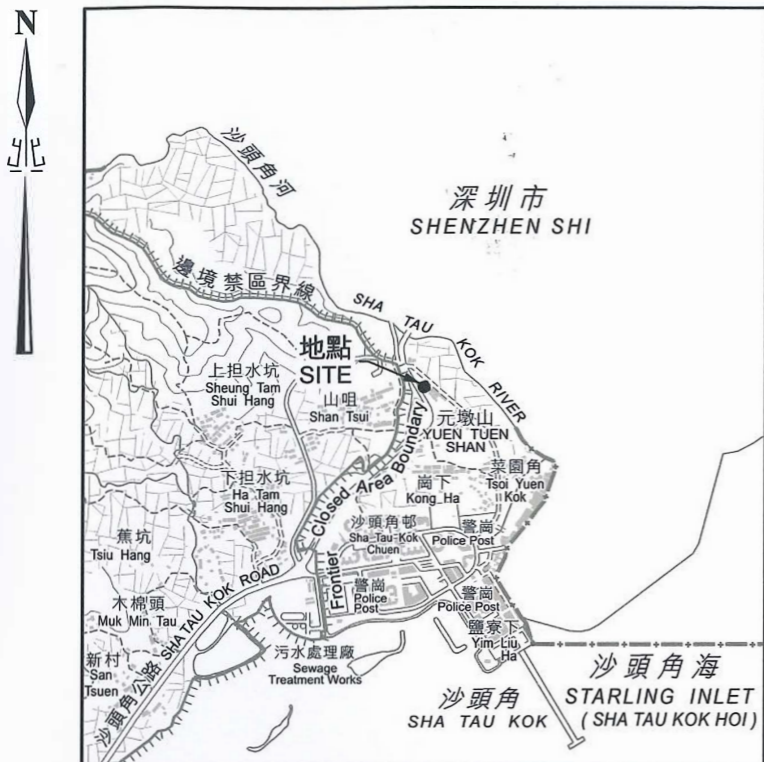 N
北
沙頭角河
深圳市
SHENZHEN SHI
邊境禁區界線
SHA TAU KOK RIVER
地點
SITE
上担水坑
Sheung Tam
Shui Hang
山咀
Shan Tsui
元墩山
YUEN TUEN
SHAN
菜園角
Tsoi Yuen
Kok
下担水坑
Ha Tam
Shui Hang
崗下
Kong Ha
Frontier Closed Area Boundary
蕉坑
Tsiu Hang
沙頭角邨
Sha Tau Kok
Chuen
警崗
Police Post
木棉頭
Muk Min Tau
警崗
Police
Post
警崗
Police Post
鹽寮下
Yim Liu
Ha
新村
San
Tsuen
沙頭角公路 SHA TAU KOK ROAD
污水處理廠
Sewage
Treatment Works
沙頭角
SHA TAU KOK
沙頭角海
STARLING INLET
( SHA TAU KOK HOI )